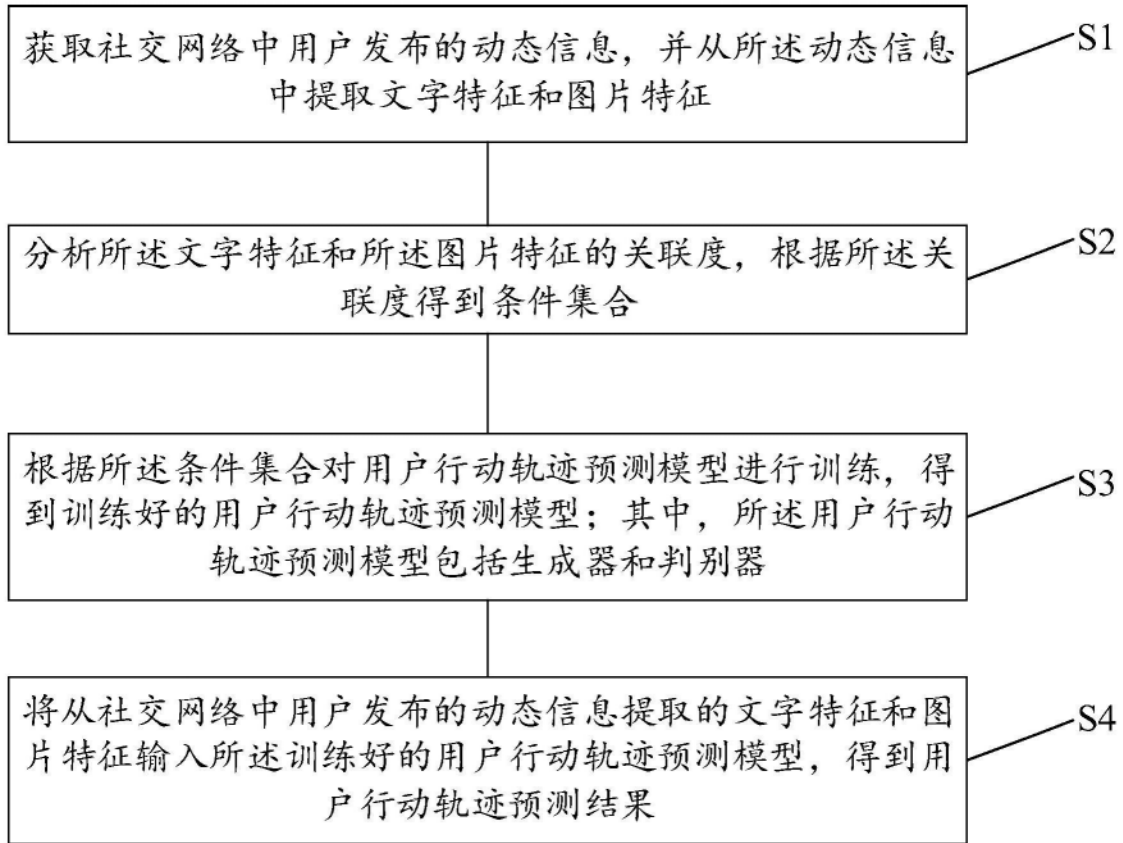 获取社交网络中用户发布的动态信息，并从所述动态信息
中提取文字特征和图片特征
S1
分析所述文字特征和所述图片特征的关联度，根据所述关
联度得到条件集合
S2
根据所述条件集合对用户行动轨迹预测模型进行训练，得
到训练好的用户行动轨迹预测模型；其中，所述用户行动
轨迹预测模型包括生成器和判别器
S3
将从社交网络中用户发布的动态信息提取的文字特征和图
片特征输入所述训练好的用户行动轨迹预测模型，得到用
户行动轨迹预测结果
S4